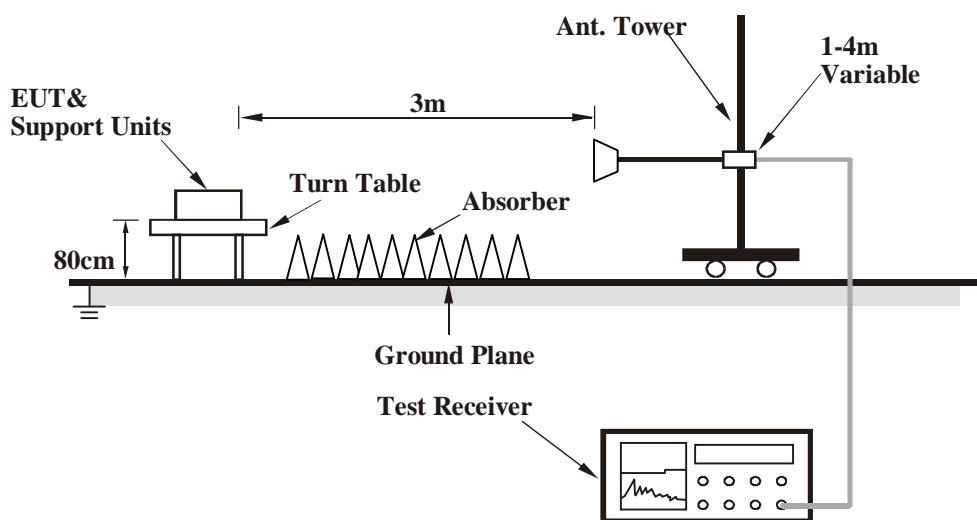 Ant. Tower
1-4m
Variable
EUT&
Support Units
3m
Turn Table
Absorber
80cm
Ground Plane
Test Receiver